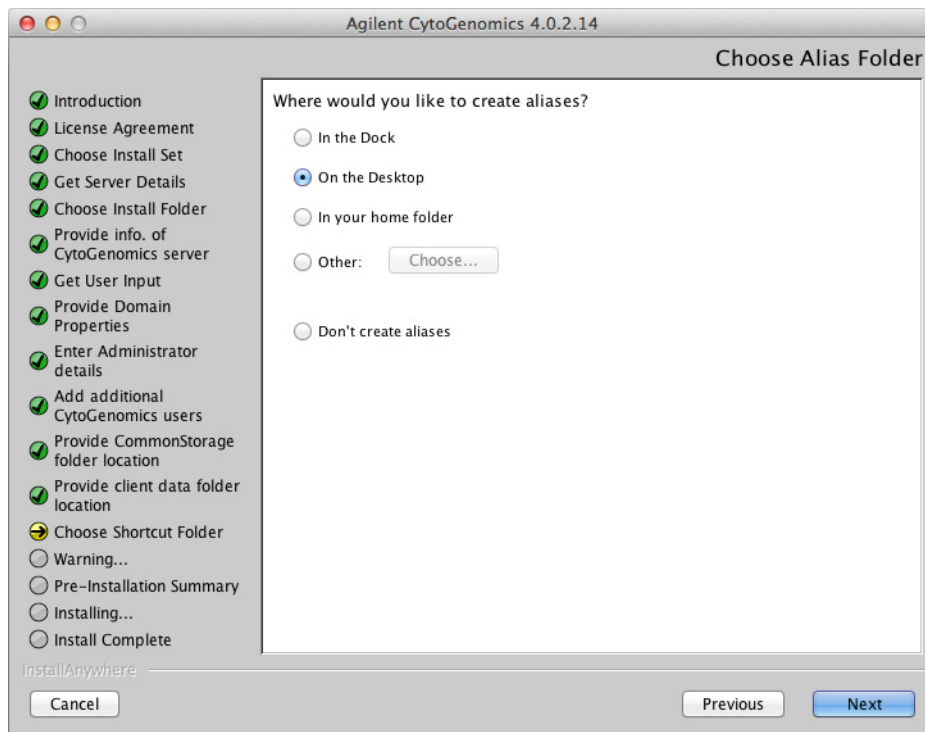 Agilent CytoGenomics 4.0.2.14
Choose Alias Folder
Introduction
License Agreement
Choose Install Set
Get Server Details
Choose Install Folder
Provide info. of
CytoGenomics server
Get User Input
Provide Domain
Properties
Enter Administrator
details
Add additional
CytoGenomics users
Provide CommonStorage
folder location
Provide client data folder
location
Choose Shortcut Folder
Warning...
Pre-Installation Summary
Installing...
Install Complete
Where would you like to create aliases?
In the Dock
On the Desktop
In your home folder
Other: Choose...
Don't create aliases
InstallAnywhere
Cancel Previous Next